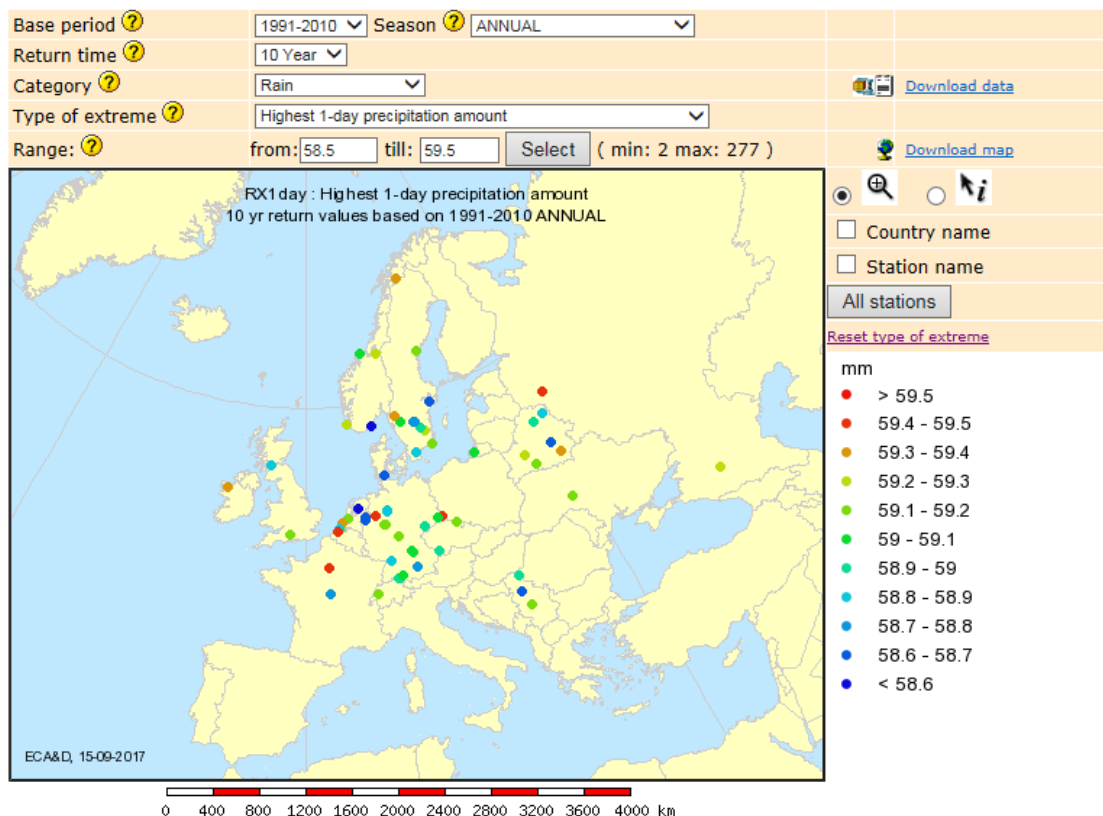 Base period ? 1991-2010 Season ? ANNUAL
Return time ? 10 Year
Category ? Rain Download data
Type of extreme ? Highest 1-day precipitation amount
Range: ? from: 58.5 till: 59.5 Select ( min: 2 max: 277 ) Download map
RX1day : Highest 1-day precipitation amount
10 yr return values based on 1991-2010 ANNUAL
i
Country name
Station name
All stations
Reset type of extreme
mm
> 59.5
59.4 - 59.5
59.3 - 59.4
59.2 - 59.3
59.1 - 59.2
59 - 59.1
58.9 - 59
58.8 - 58.9
58.7 - 58.8
58.6 - 58.7
< 58.6
ECA&D, 15-09-2017
0 400 800 1200 1600 2000 2400 2800 3200 3600 4000 km